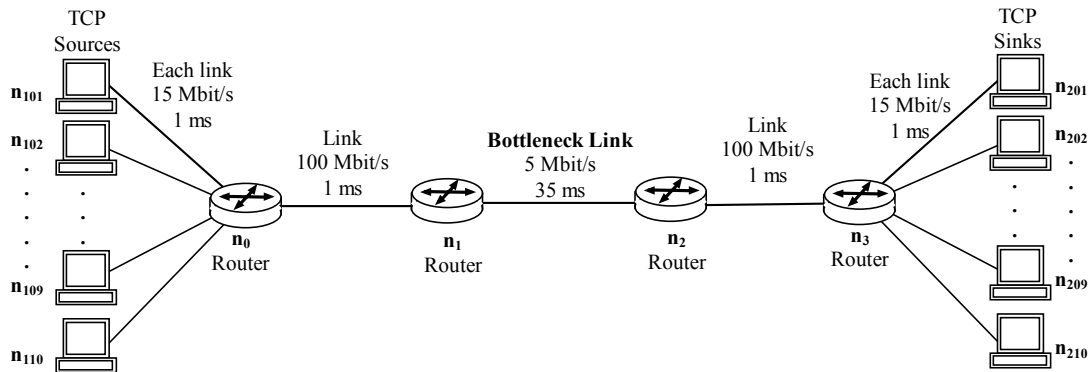 TCP
Sources
n101
n102
n109
n110
Each link
15 Mbit/s
1 ms
Link
100 Mbit/s
1 ms
n0
Router
n1
Router
Bottleneck Link
5 Mbit/s
35 ms
n2
Router
Link
100 Mbit/s
1 ms
n3
Router
Each link
15 Mbit/s
1 ms
TCP
Sinks
n201
n202
n209
n210